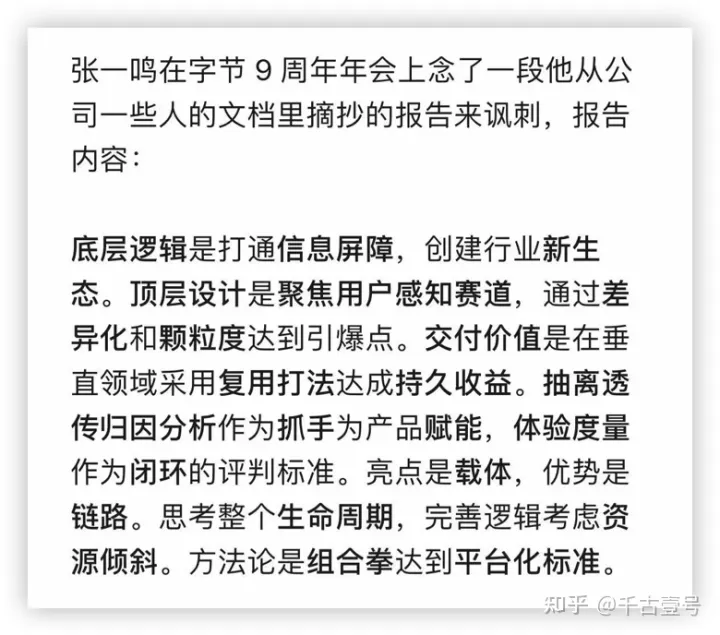 张一鸣在字节 9 周年年会上念了一段他从公
司一些人的文档里摘抄的报告来讽刺，报告
内容：
底层逻辑是打通信息屏障，创建行业新生
态。顶层设计是聚焦用户感知赛道，通过差
异化和颗粒度达到引爆点。交付价值是在垂
直领域采用复用打法达成持久收益。抽离透
传归因分析作为抓手为产品赋能，体验度量
作为闭环的评判标准。亮点是载体，优势是
链路。思考整个生命周期，完善逻辑考虑资
源倾斜。方法论是组合拳达到平台化标准。
知乎 @千古壹号